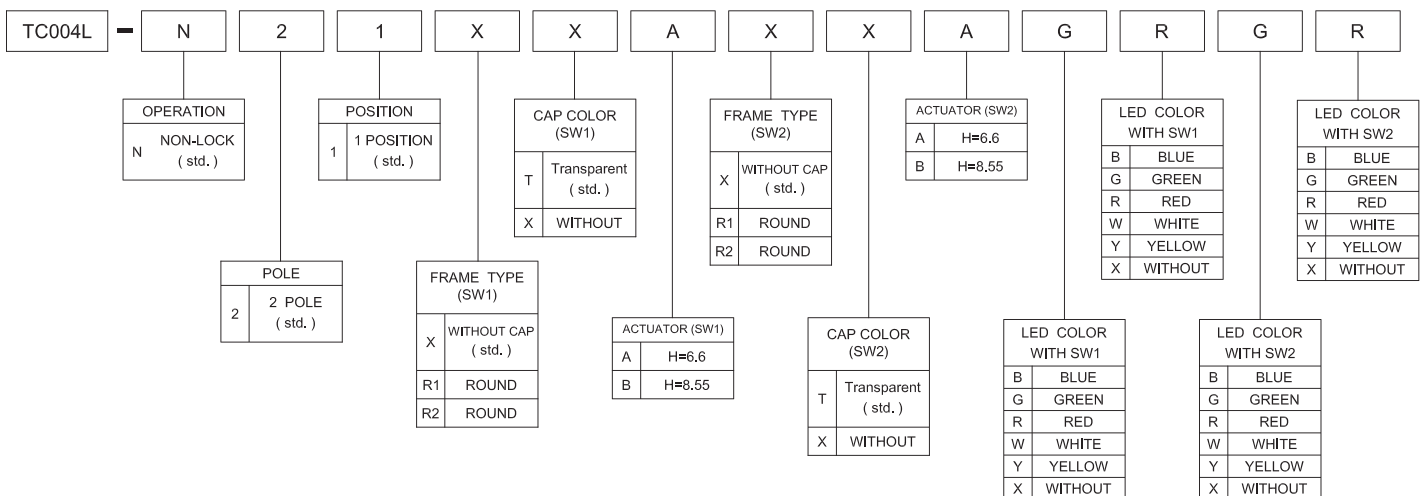 TC004L - N 2 1 X X A X X A G R G R
OPERATION
N NON-LOCK
( std. )
POLE
2 2 POLE
( std. )
POSITION
1 1 POSITION
( std. )
FRAME TYPE
(SW1)
X WITHOUT CAP
( std. )
R1 ROUND
R2 ROUND
CAP COLOR
(SW1)
T Transparent
( std. )
X WITHOUT
ACTUATOR (SW1)
A H=6.6
B H=8.55
FRAME TYPE
(SW2)
X WITHOUT CAP
( std. )
R1 ROUND
R2 ROUND
CAP COLOR
(SW2)
T Transparent
( std. )
X WITHOUT
ACTUATOR (SW2)
A H=6.6
B H=8.55
LED COLOR
WITH SW1
B BLUE
G GREEN
R RED
W WHITE
Y YELLOW
X WITHOUT
LED COLOR
WITH SW1
B BLUE
G GREEN
R RED
W WHITE
Y YELLOW
X WITHOUT
LED COLOR
WITH SW2
B BLUE
G GREEN
R RED
W WHITE
Y YELLOW
X WITHOUT
LED COLOR
WITH SW2
B BLUE
G GREEN
R RED
W WHITE
Y YELLOW
X WITHOUT